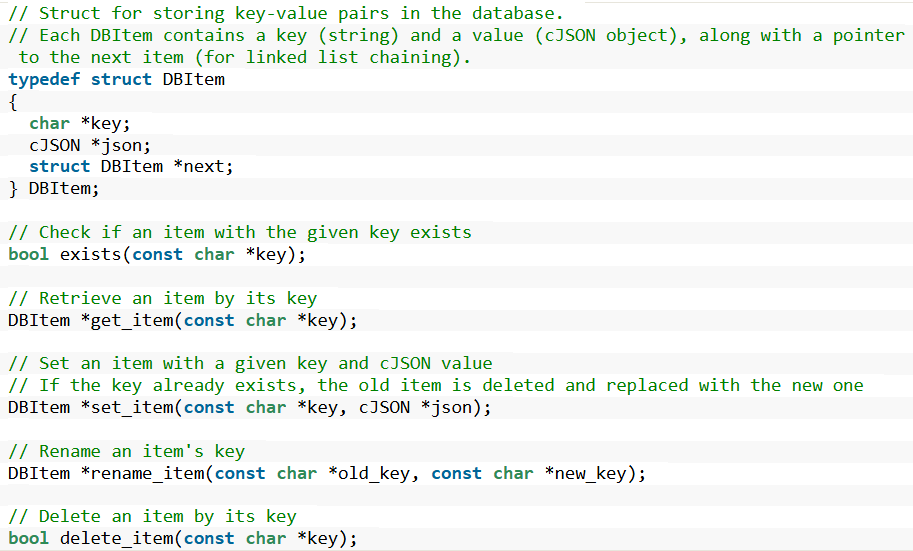 // Struct for storing key-value pairs in the database.
// Each DBItem contains a key (string) and a value (cJSON object), along with a pointer
 to the next item (for linked list chaining).
typedef struct DBItem
{
  char *key;
  cJSON *json;
  struct DBItem *next;
} DBItem;

// Check if an item with the given key exists
bool exists(const char *key);

// Retrieve an item by its key
DBItem *get_item(const char *key);

// Set an item with a given key and cJSON value
// If the key already exists, the old item is deleted and replaced with the new one
DBItem *set_item(const char *key, cJSON *json);

// Rename an item's key
DBItem *rename_item(const char *old_key, const char *new_key);

// Delete an item by its key
bool delete_item(const char *key);